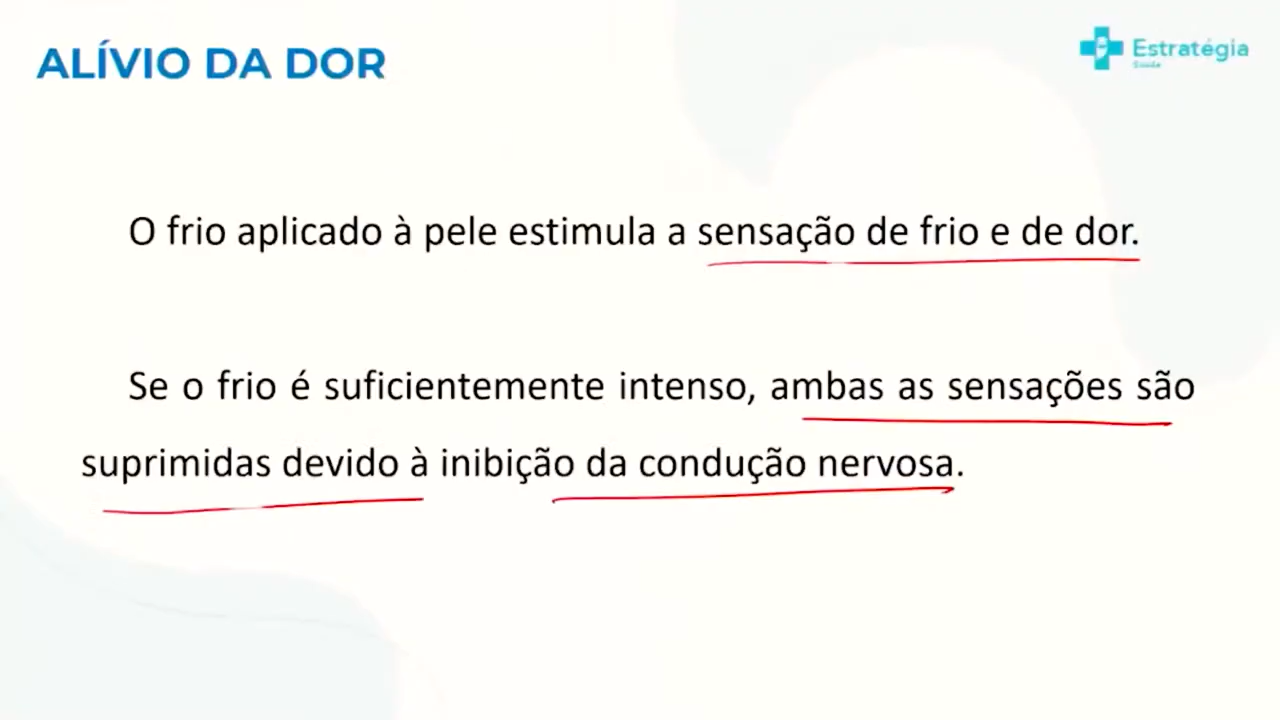 ALÍVIO DA DOR
Estratégia
Saúde
O frio aplicado à pele estimula a sensação de frio e de dor.
Se o frio é suficientemente intenso, ambas as sensações são
suprimidas devido à inibição da condução nervosa.